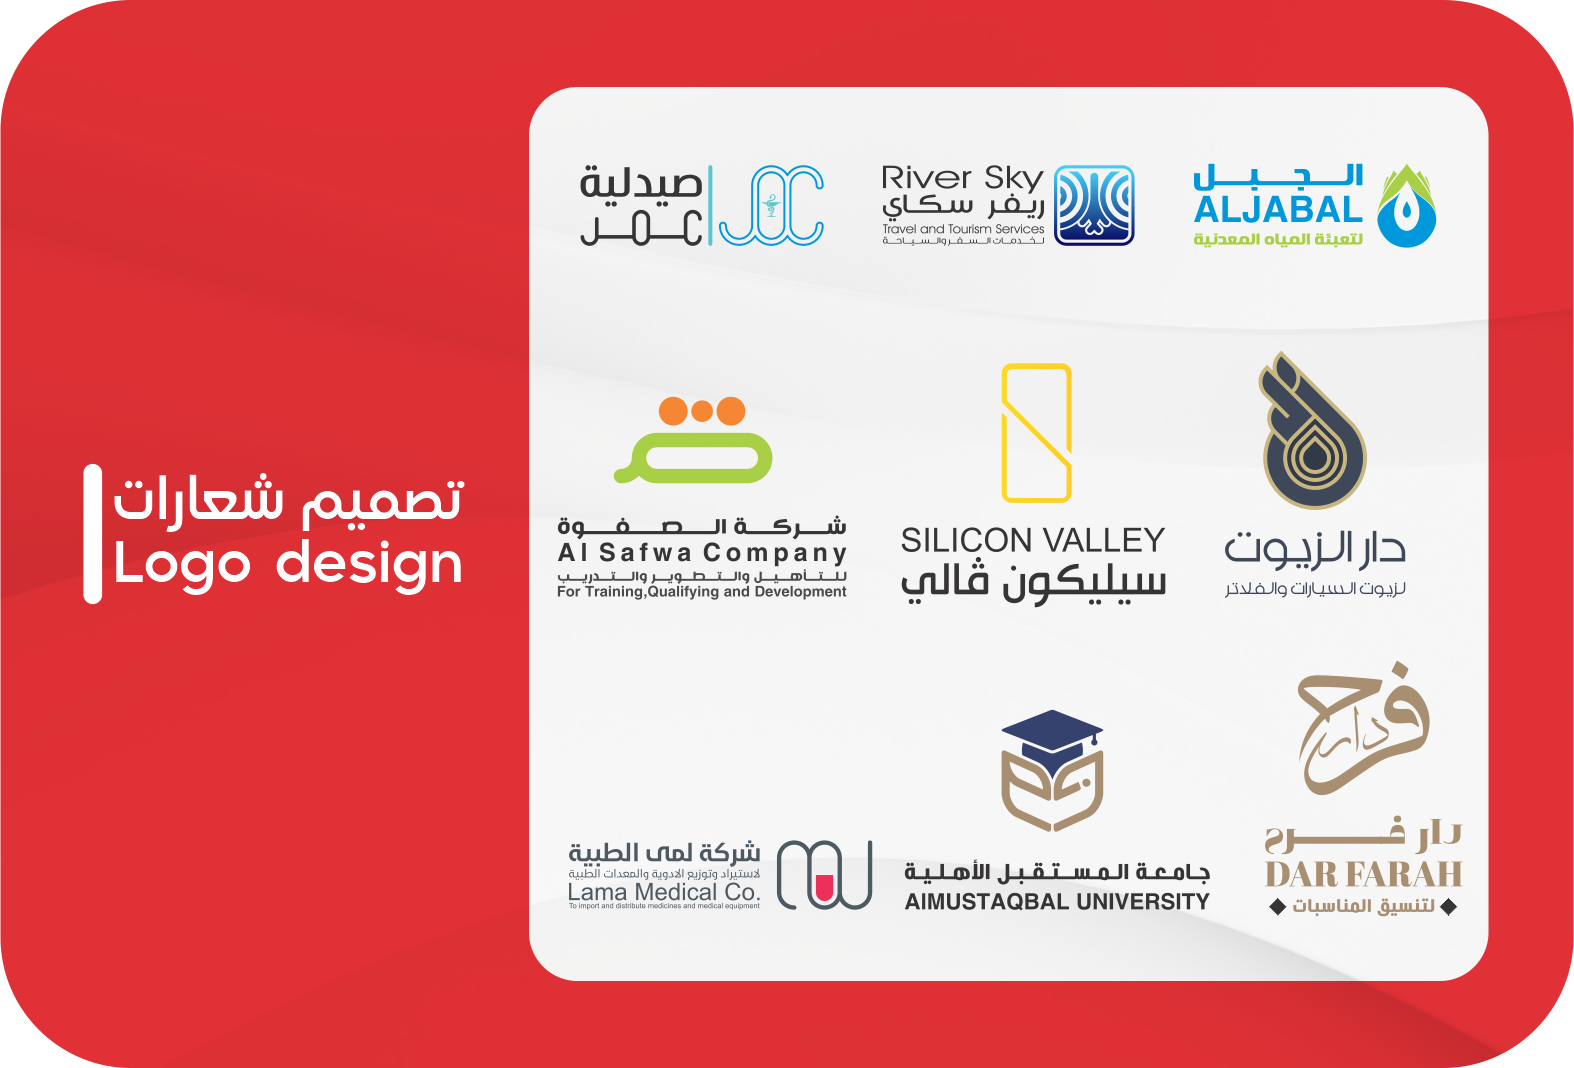 تصميم شعارات
Logo design
صيدلية
عمر
River Sky
ريفر سكاي
Travel and Tourism Services
لخدمات السفر والسياحة
الجبل
ALJABAL
لتعبئة المياه المعدنية
شركة الصفوة
Al Safwa Company
للتأهيل والتطوير والتدريب
For Training,Qualifying and Development
SILICON VALLEY
سيليكون ڤالي
دار الزيوت
لزيوت السيارات والفلاتر
شركة لمى الطبية
لاستيراد وتوزيع الادوية والمعدات الطبية
Lama Medical Co.
To import and distribute medicines and medical equipment
جامعة المستقبل الأهلية
AlMUSTAQBAL UNIVERSITY
دار فرح
دار فرح
DAR FARAH
لتنسيق المناسبات